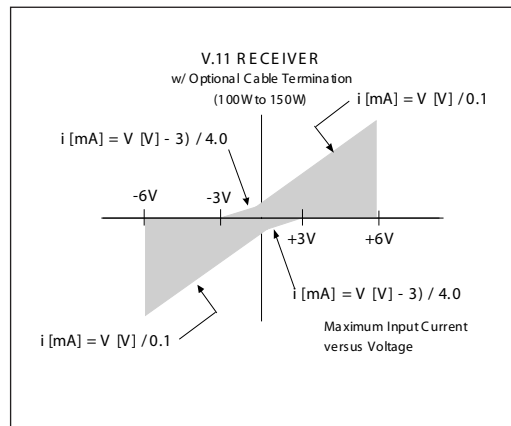 V.11 RECEIVER
w/ Optional Cable Termination
(100W to 150W)
i [mA] = V [V] / 0.1
i [mA] = V [V] - 3) / 4.0
-6V
-3V
+3V
+6V
i [mA] = V [V] - 3) / 4.0
i [mA] = V [V] / 0.1
Maximum Input Current
versus Voltage